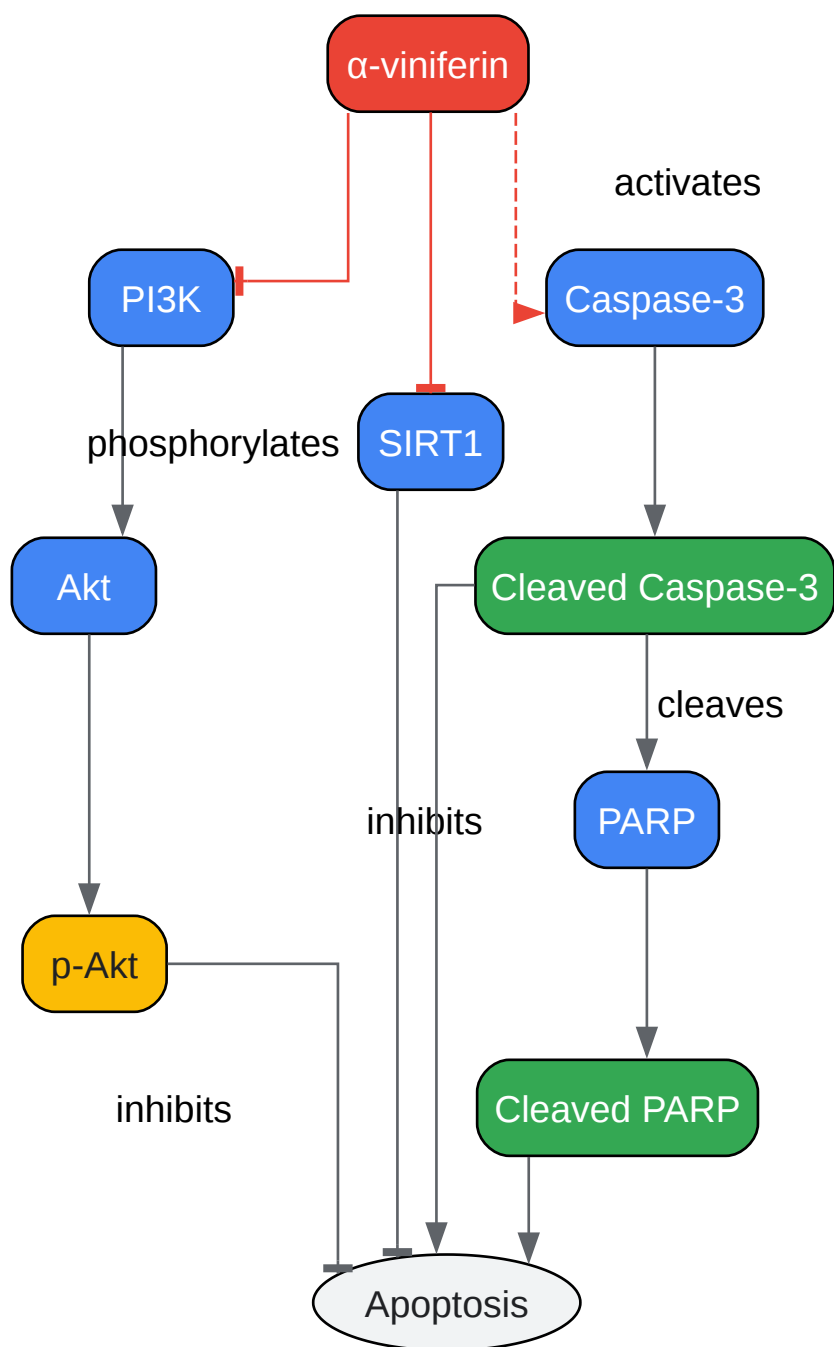 α-viniferin
activates
PI3K
Caspase-3
phosphorylates
SIRT1
Akt
Cleaved Caspase-3
cleaves
inhibits
PARP
p-Akt
inhibits
Cleaved PARP
Apoptosis